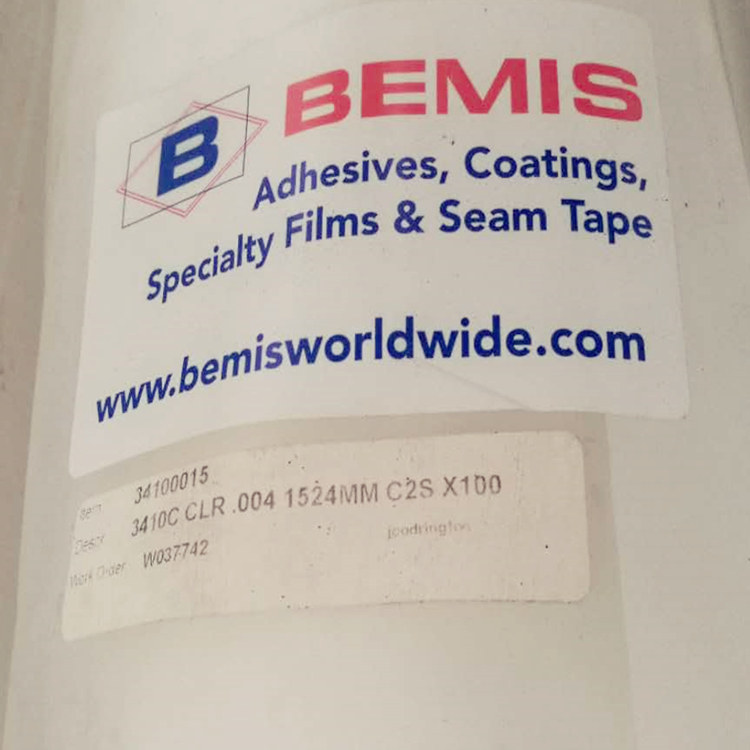 B BEMIS
Adhesives, Coatings,
Specialty Films & Seam Tape
www.bemisworldwide.com
Item 34100015
Descr 3410C CLR .004 1524MM C2S X100
Work Order W037742
jcodrington